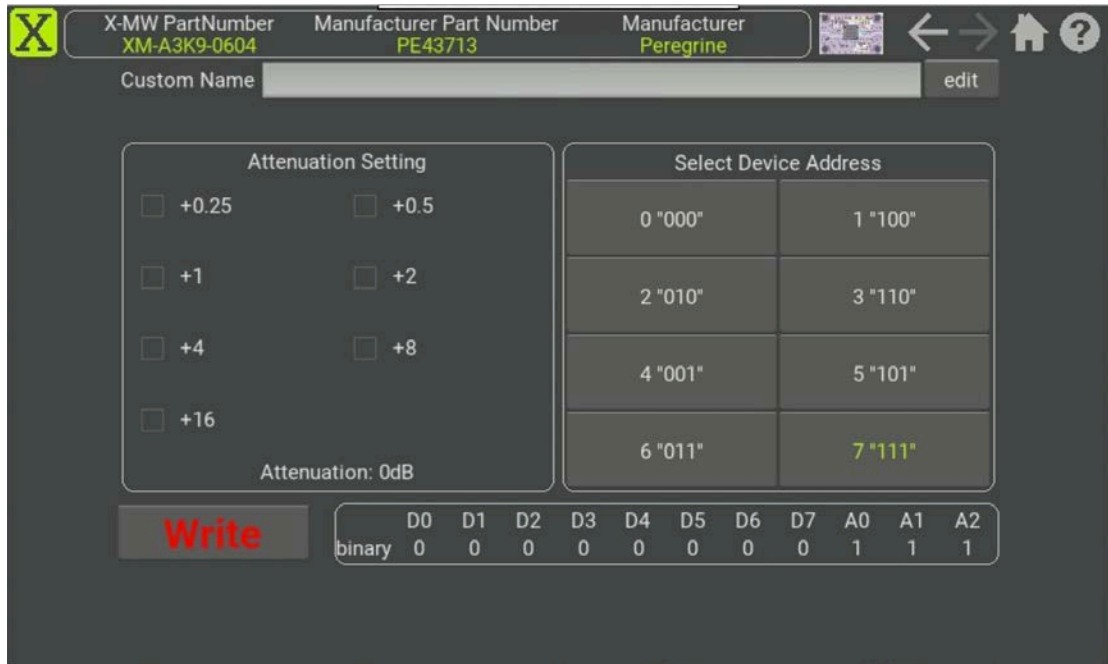 X
X-MW PartNumber Manufacturer Part Number Manufacturer
XM-A3K9-0604 PE43713 Peregrine
?
Custom Name edit
Attenuation Setting
+0.25 +0.5
+1 +2
+4 +8
+16
Attenuation: 0dB
Select Device Address
0 "000" 1 "100"
2 "010" 3 "110"
4 "001" 5 "101"
6 "011" 7 "111"
Write
D0 D1 D2 D3 D4 D5 D6 D7 A0 A1 A2
binary 0 0 0 0 0 0 0 0 1 1 1